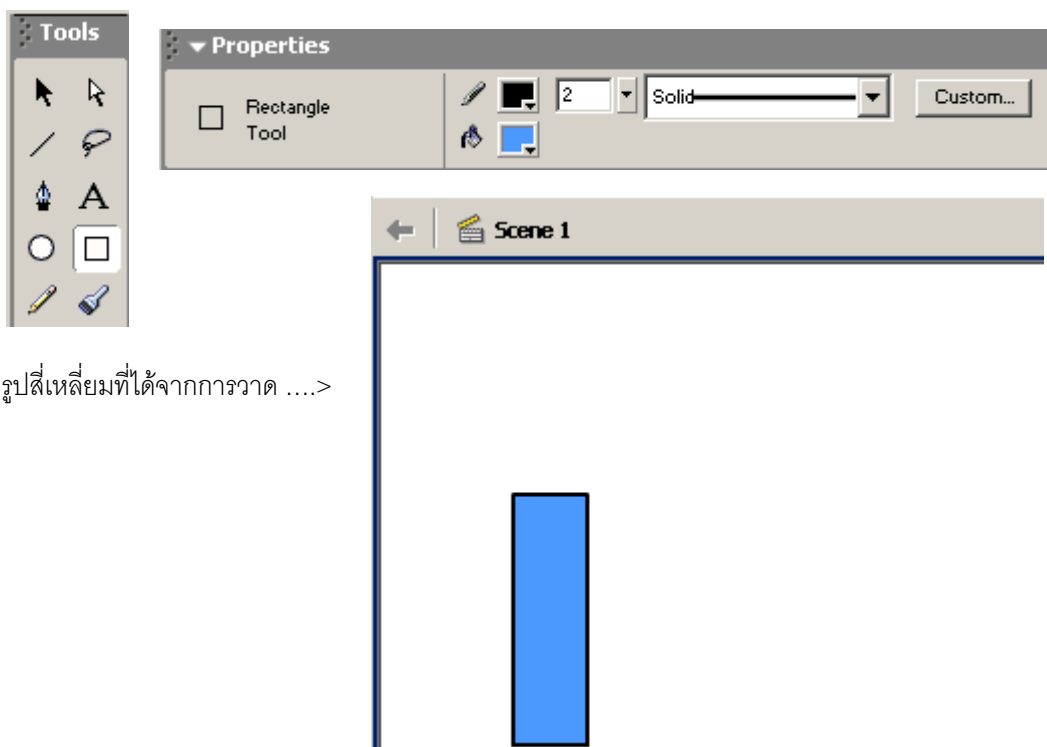 Tools
Properties
Rectangle
Tool
2
Solid
Custom...
A
Scene 1
รูปสี่เหลี่ยมที่ได้จากการวาด ....>